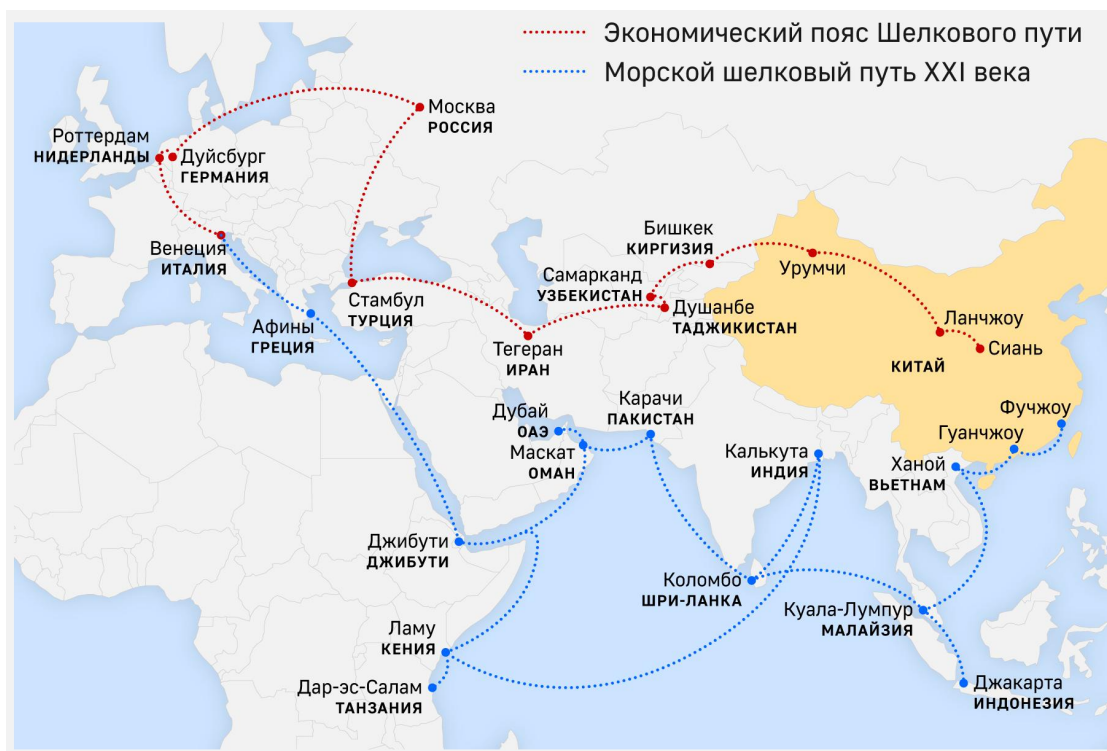 Экономический пояс Шелкового пути
Морской шелковый путь XXI века
Москва
РОССИЯ
Роттердам
НИДЕРЛАНДЫ
Дуйсбург
ГЕРМАНИЯ
Венеция
ИТАЛИЯ
Стамбул
ТУРЦИЯ
Афины
ГРЕЦИЯ
Тегеран
ИРАН
Бишкек
КИРГИЗИЯ
Самарканд
УЗБЕКИСТАН
Душанбе
ТАДЖИКИСТАН
Урумчи
Ланчжоу
Сиань
КИТАЙ
Дубай
ОАЭ
Маскат
ОМАН
Карачи
ПАКИСТАН
Калькута
ИНДИЯ
Фучжоу
Гуанчжоу
Ханой
ВЬЕТНАМ
Джибути
ДЖИБУТИ
Коломбо
ШРИ-ЛАНКА
Куала-Лумпур
МАЛАЙЗИЯ
Ламу
КЕНИЯ
Дар-эс-Салам
ТАНЗАНИЯ
Джакарта
ИНДОНЕЗИЯ